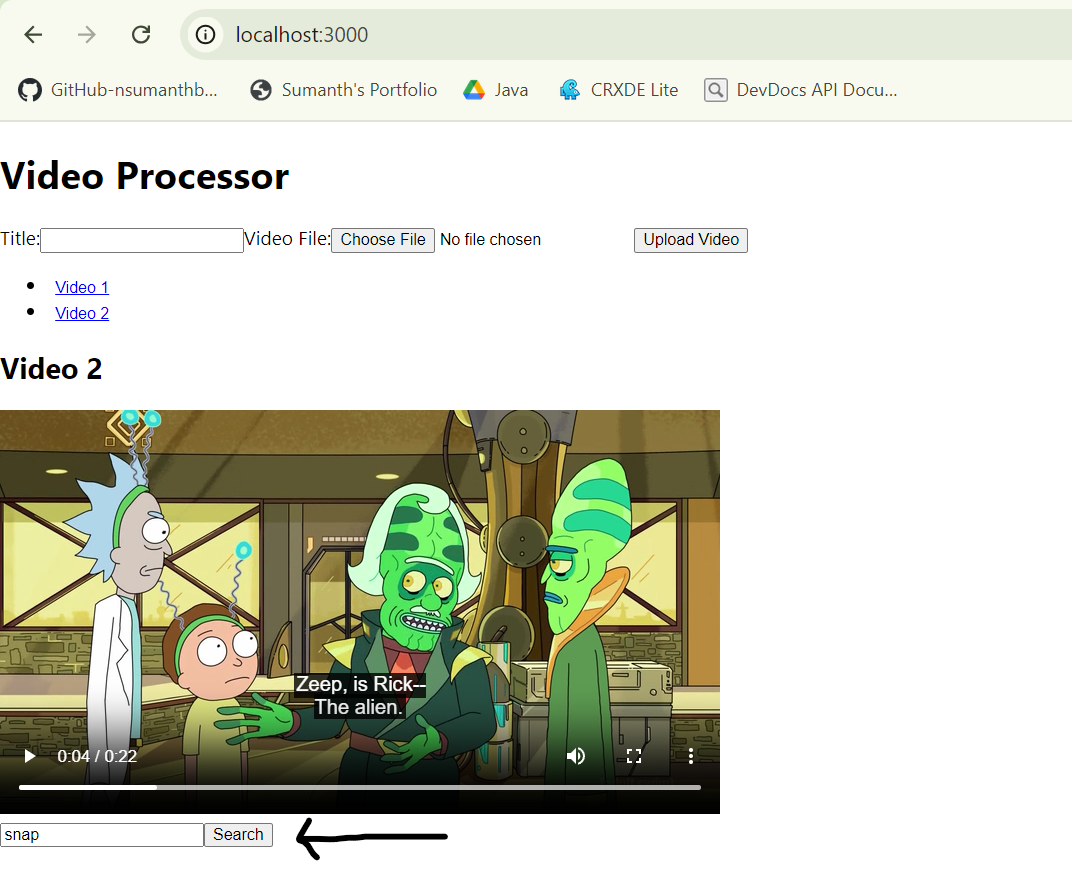 localhost:3000
GitHub-nsumanthb... Sumanth's Portfolio Java CRXDE Lite DevDocs API Docu...
Video Processor
Title: Video File: Choose File No file chosen Upload Video
Video 1
Video 2
Video 2
Zeep, is Rick--
The alien.
0:04 / 0:22
snap Search